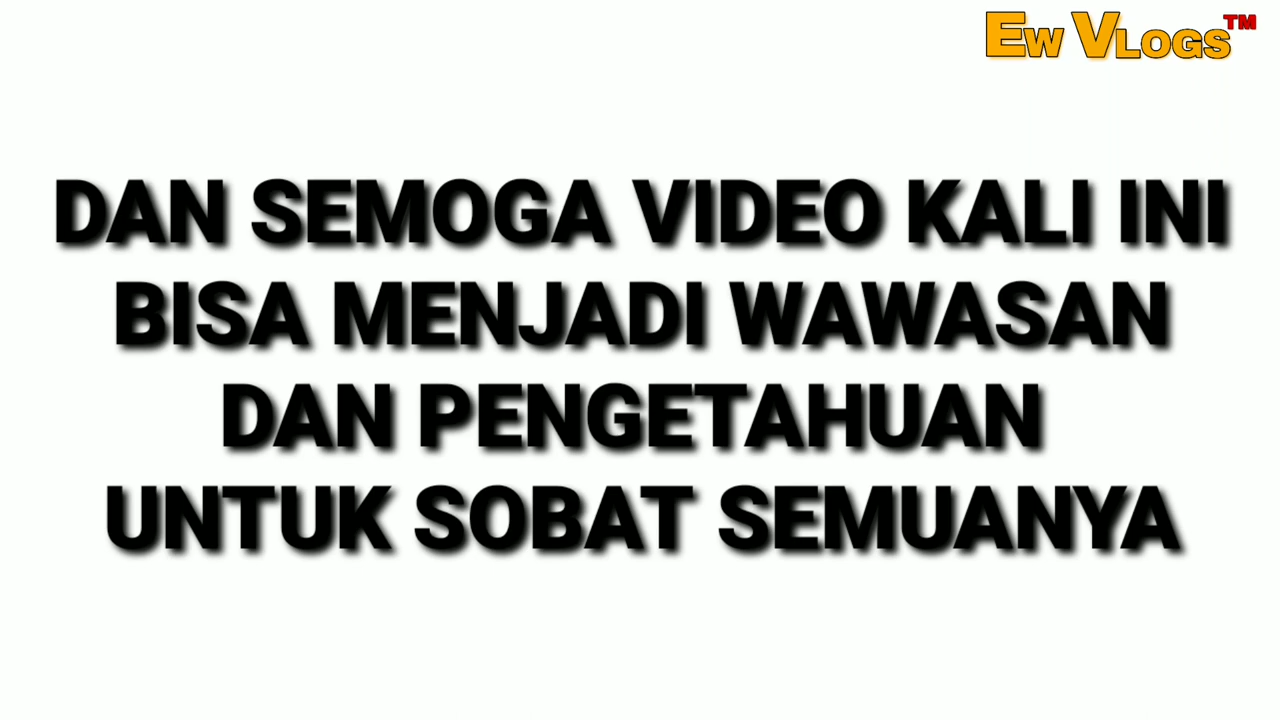 EW VLOGS™
DAN SEMOGA VIDEO KALI INI
BISA MENJADI WAWASAN
DAN PENGETAHUAN
UNTUK SOBAT SEMUANYA